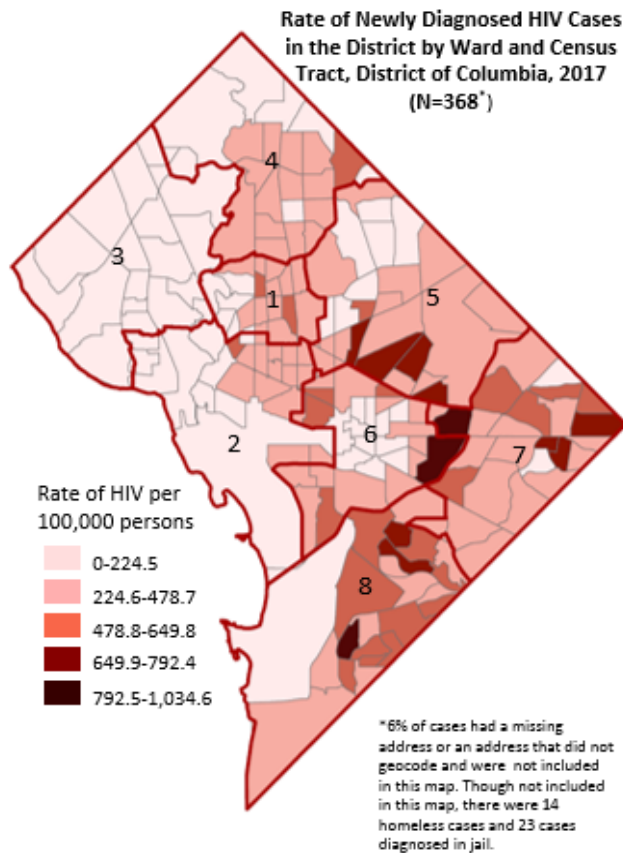 Rate of Newly Diagnosed HIV Cases
in the District by Ward and Census
Tract, District of Columbia, 2017
(N=368*)
4
3
1
5
2
6
7
8
Rate of HIV per
100,000 persons
0-224.5
224.6-478.7
478.8-649.8
649.9-792.4
792.5-1,034.6
*6% of cases had a missing
address or an address that did not
geocode and were not included
in this map. Though not included
in this map, there were 14
homeless cases and 23 cases
diagnosed in jail.